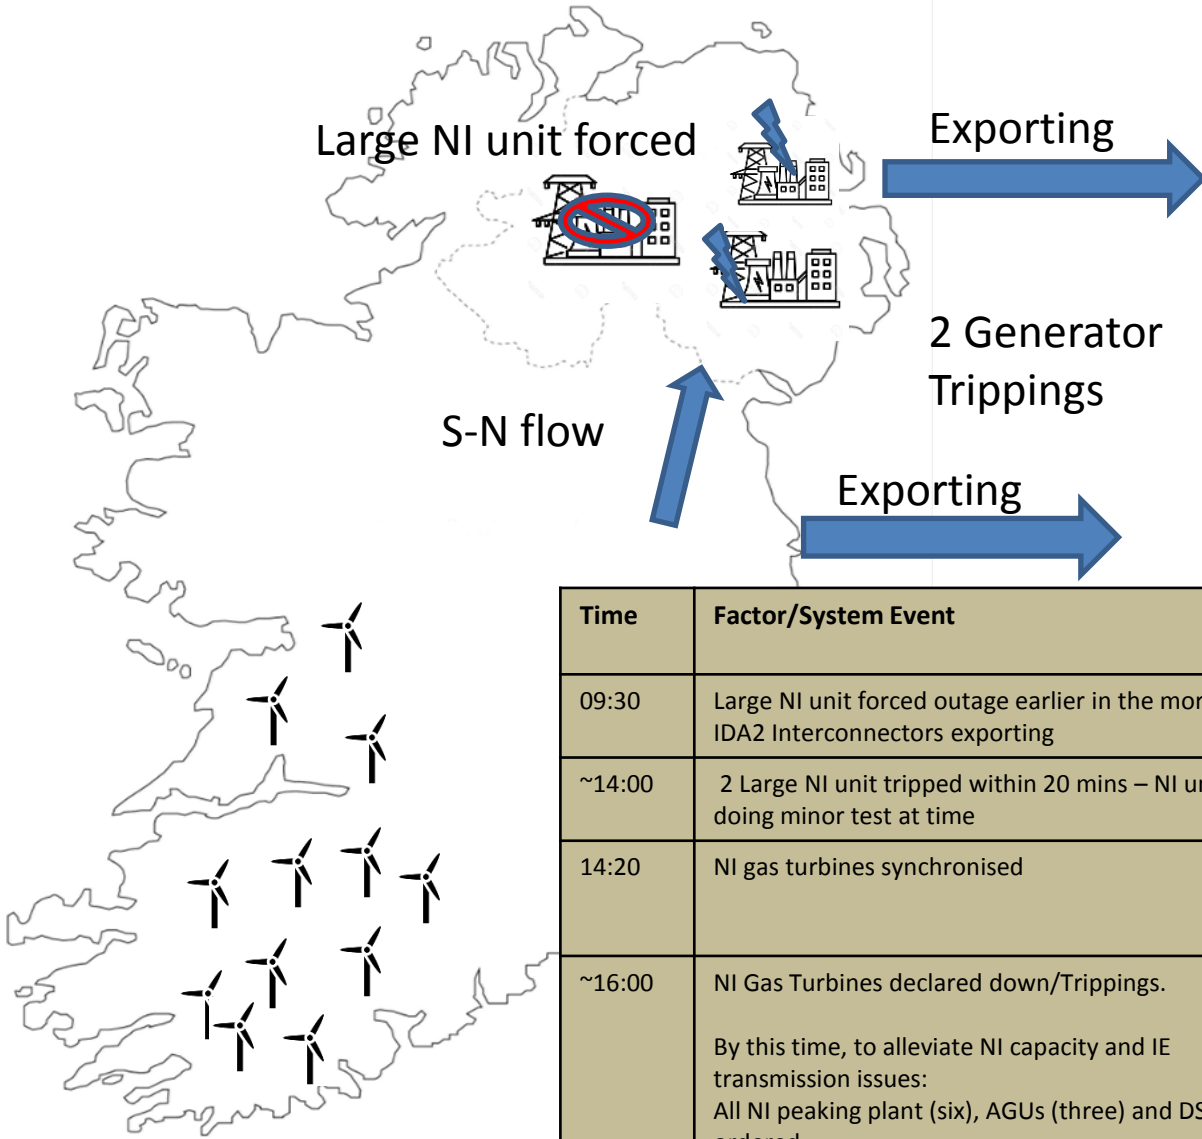 Large NI unit forced
Exporting
2 Generator
Trippings
S-N flow
Exporting
Time Factor/System Event
09:30 Large NI unit forced outage earlier in the
IDA2 Interconnectors exporting
~14:00 2 Large NI unit tripped within 20 mins – NI
doing minor test at time
14:20 NI gas turbines synchronised
~16:00 NI Gas Turbines declared down/Trippings.
By this time, to alleviate NI capacity and IE
transmission issues:
All NI peaking plant (six), AGUs (three) and